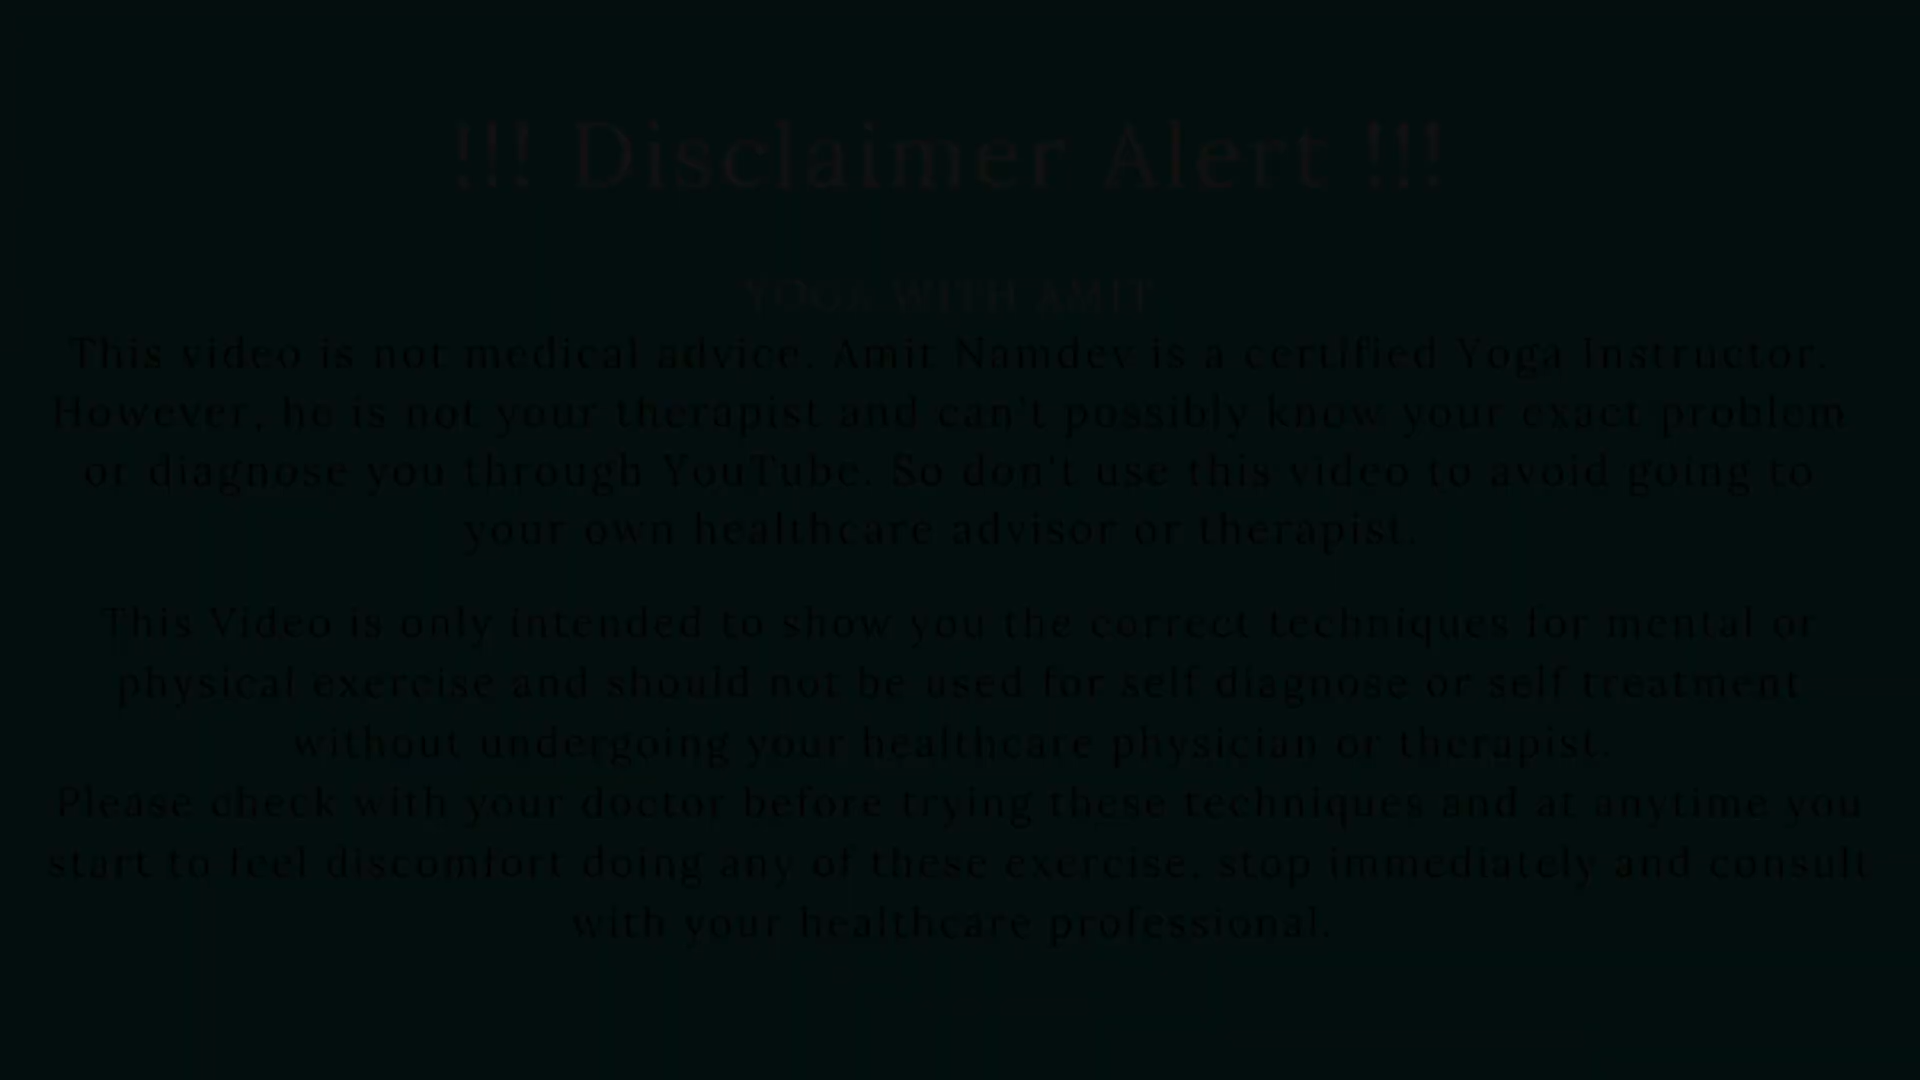 !!! Disclaimer Alert !!!
YOGA WITH AMIT
This video is not medical advice. Amit Namdev is a certified Yoga Instructor.
However, he is not your therapist and can't possibly know your exact problem
or diagnose you through YouTube. So don't use this video to avoid going to
your own healthcare advisor or therapist.
This Video is only intended to show you the correct techniques for mental or
physical exercise and should not be used for self diagnose or self treatment
without undergoing your healthcare physician or therapist.
Please check with your doctor before trying these techniques and at anytime you
start to feel discomfort doing any of these exercise, stop immediately and consult
with your healthcare professional.